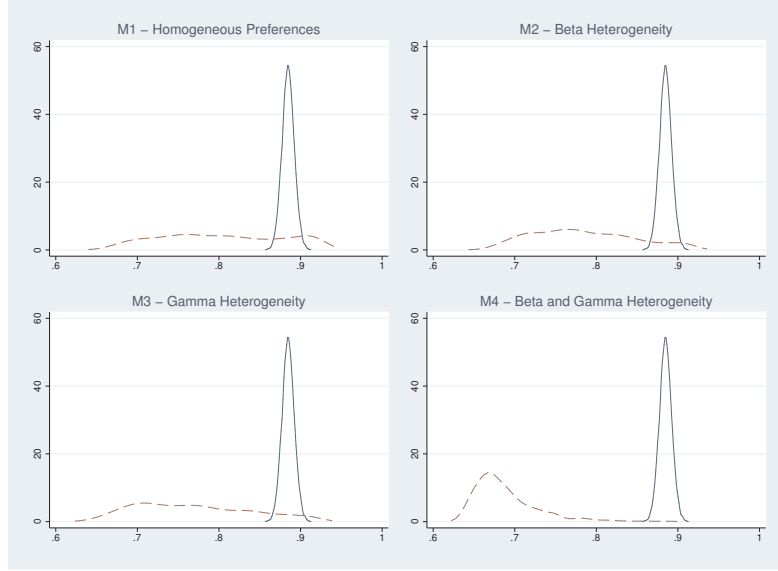 M1 – Homogeneous Preferences
60
40
20
0
.6 .7 .8 .9 1
M2 – Beta Heterogeneity
60
40
20
0
.6 .7 .8 .9 1
M3 – Gamma Heterogeneity
60
40
20
0
.6 .7 .8 .9 1
M4 – Beta and Gamma Heterogeneity
60
40
20
0
.6 .7 .8 .9 1